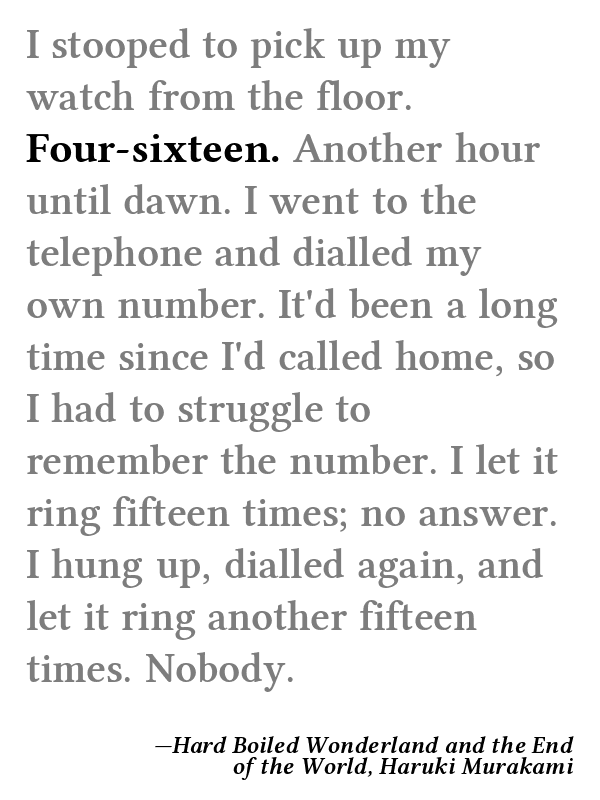 I stooped to pick up my
watch from the floor.
Four-sixteen. Another hour
until dawn. I went to the
telephone and dialled my
own number. It'd been a long
time since I'd called home, so
I had to struggle to
remember the number. I let it
ring fifteen times; no answer.
I hung up, dialled again, and
let it ring another fifteen
times. Nobody.
—Hard Boiled Wonderland and the End
of the World, Haruki Murakami